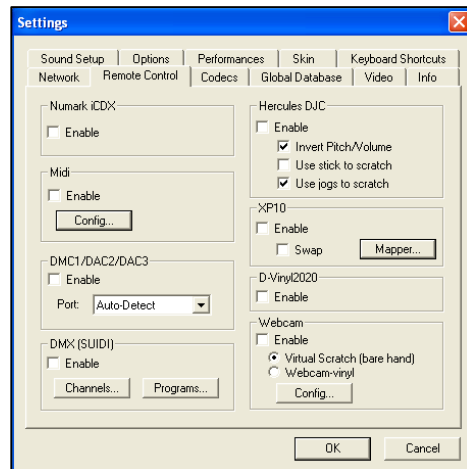 Settings
Sound Setup
Options
Performances
Skin
Keyboard Shortcuts
Network
Remote Control
Codecs
Global Database
Video
Info
Numark iCDX
Enable
Midi
Enable
Config...
DMC1/DAC2/DAC3
Enable
Port: Auto-Detect
DMX (SUIDI)
Enable
Channels...
Programs...
Hercules DJC
Enable
Invert Pitch/Volume
Use stick to scratch
Use jogs to scratch
XP10
Enable
Swap
Mapper...
D-Vinyl2020
Enable
Webcam
Enable
Virtual Scratch (bare hand)
Webcam-vinyl
Config...
OK
Cancel